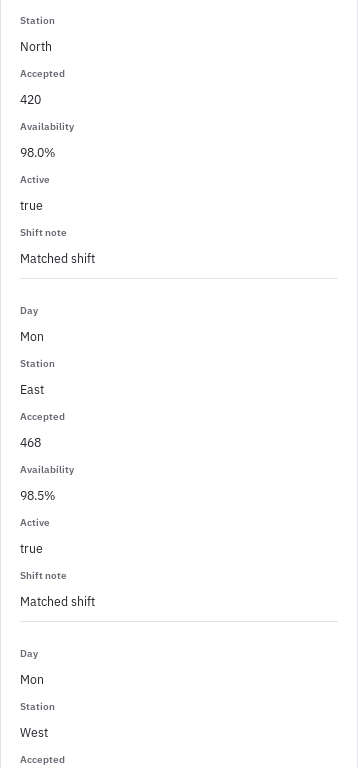 Station
North
Accepted
420
Availability
98.0%
Active
true
Shift note
Matched shift
Day
Mon
Station
East
Accepted
468
Availability
98.5%
Active
true
Shift note
Matched shift
Day
Mon
Station
West
Accepted